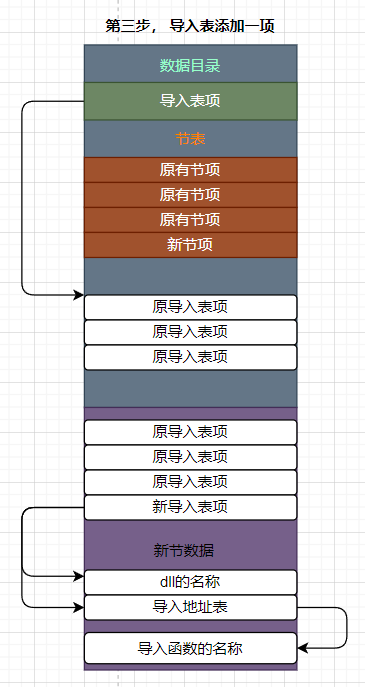 第三步， 导入表添加一项
数据目录
导入表项
节表
原有节项
原有节项
原有节项
新节项
原导入表项
原导入表项
原导入表项
原导入表项
原导入表项
原导入表项
新导入表项
新节数据
dll的名称
导入地址表
导入函数的名称